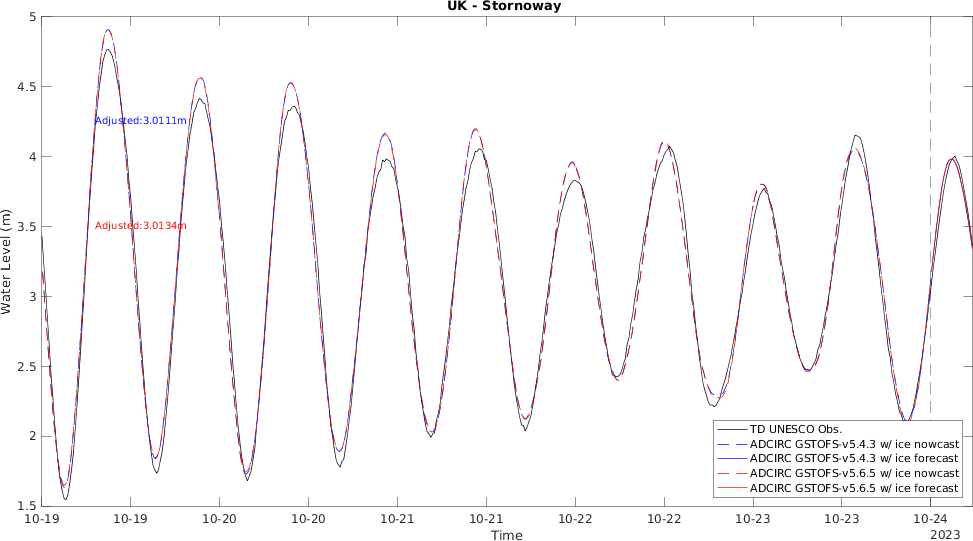 UK - Stornoway
5
4.5
4
3.5
3
2.5
2
1.5
Water Level (m)
Adjusted:3.0111m
Adjusted:3.0134m
TD UNESCO Obs.
ADCIRC GSTOFS-v5.4.3 w/ ice nowcast
ADCIRC GSTOFS-v5.4.3 w/ ice forecast
ADCIRC GSTOFS-v5.6.5 w/ ice nowcast
ADCIRC GSTOFS-v5.6.5 w/ ice forecast
10-19 10-19 10-20 10-20 10-21 10-21 10-22 10-22 10-23 10-23 10-24
2023
Time